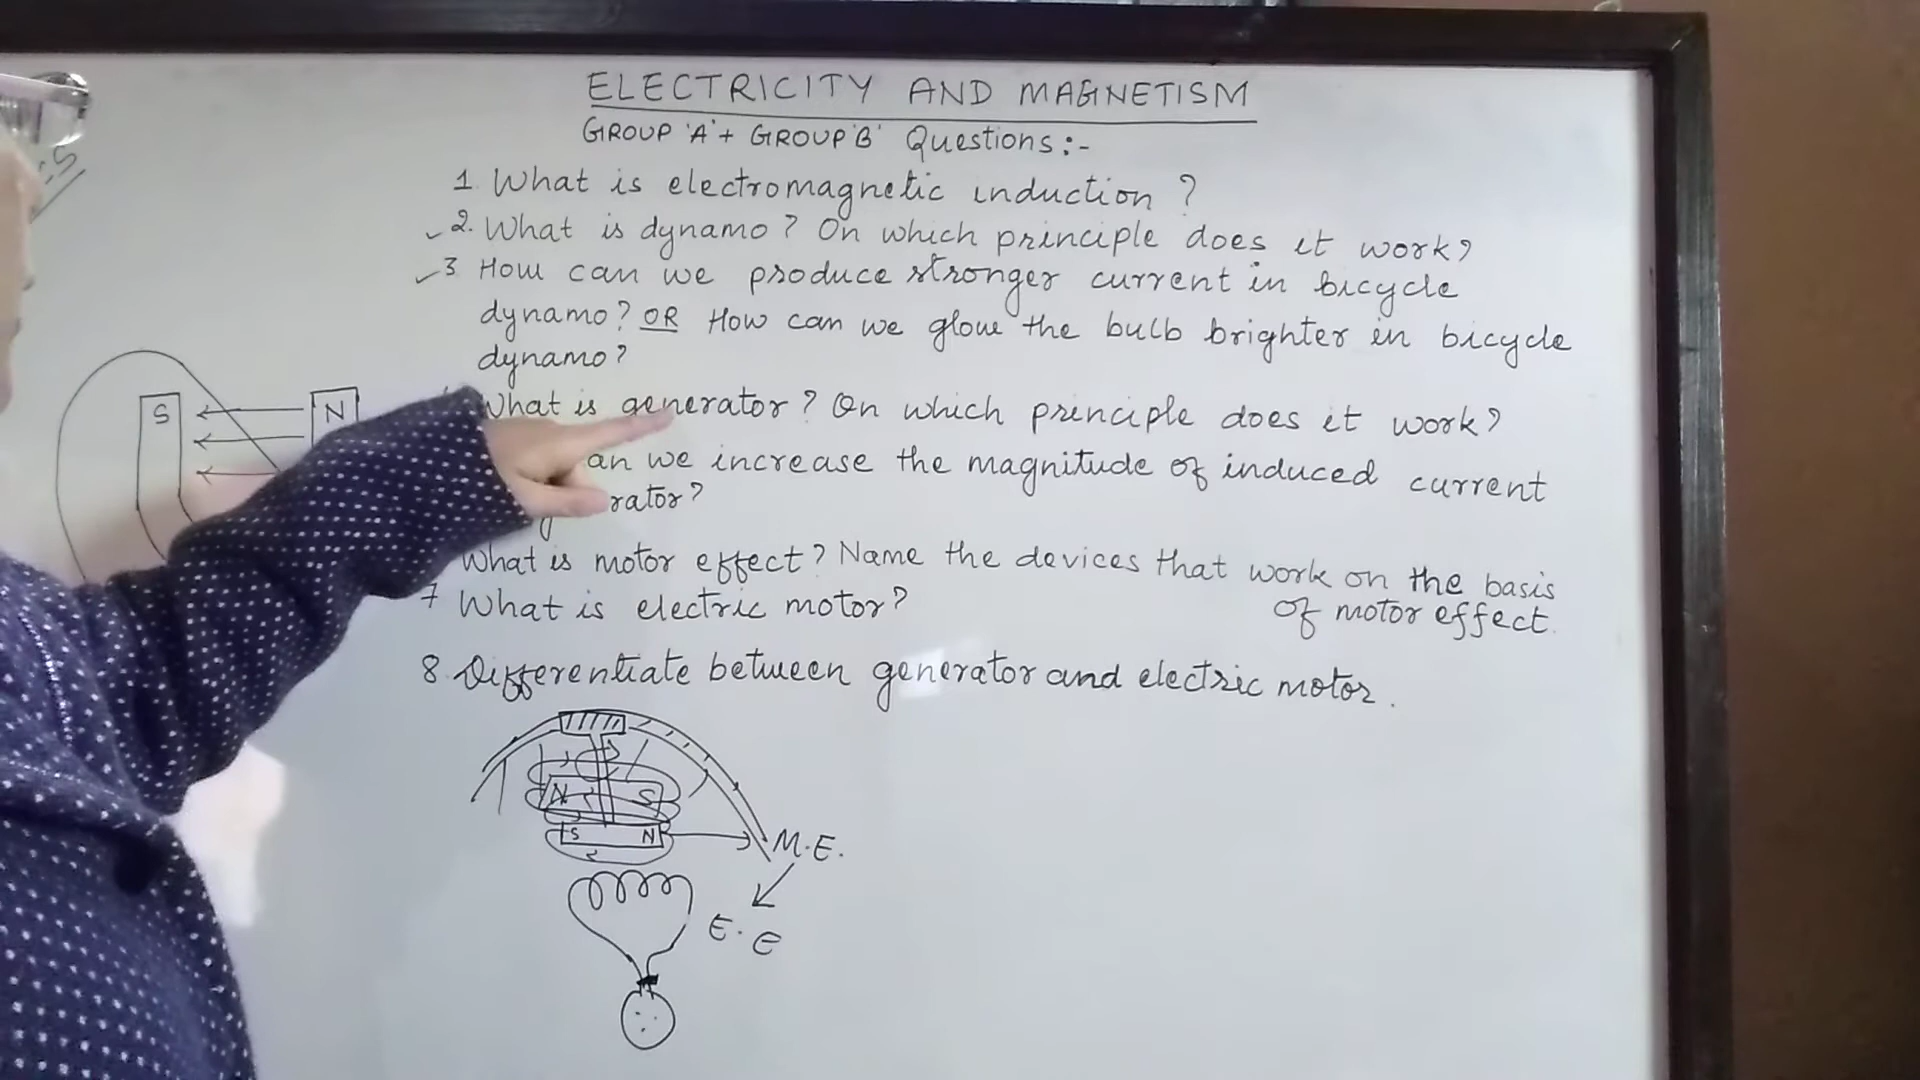 ELECTRICITY AND MAGNETISM
GROUP 'A' + GROUP 'B' Questions :-
1. What is electromagnetic induction ?
2. What is dynamo? On which principle does it work?
3 How can we produce stronger current in bicycle
dynamo? OR How can we glow the bulb brighter in bicycle
dynamo?
What is generator? On which principle does it work?
an we increase the magnitude of induced current
rator?
What is motor effect? Name the devices that work on the basis
of motor effect.
7 What is electric motor?
8. Differentiate between generator and electric motor.
S N
N S
S N
M.E.
E.E